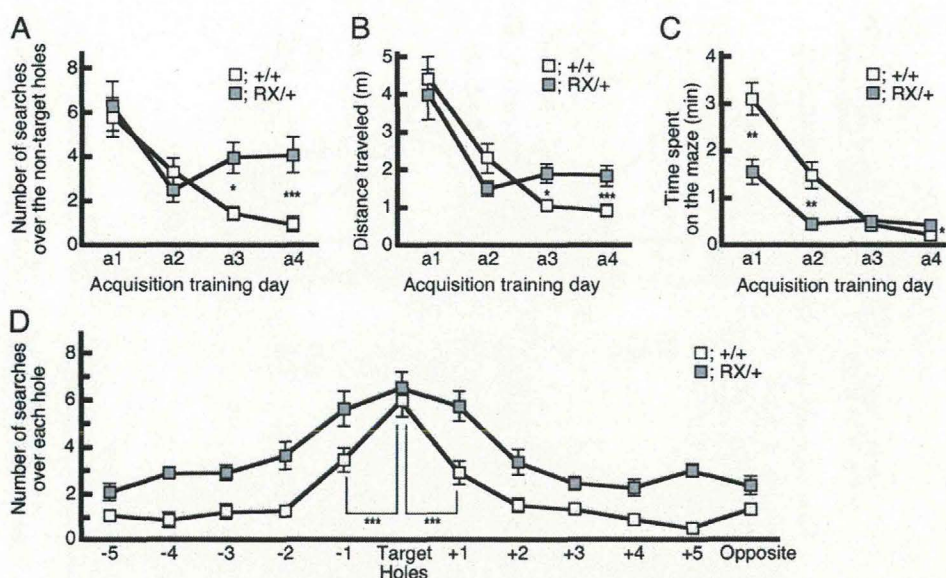 A
Number of searches
over the non-target holes
8
6
4
2
0
; +/+
; RX/+
*
***
a1 a2 a3 a4
Acquisition training day
B
Distance traveled (m)
5
4
3
2
1
0
; +/+
; RX/+
*
***
a1 a2 a3 a4
Acquisition training day
C
Time spent
on the maze (min)
4
3
2
1
0
; +/+
; RX/+
**
**
*
a1 a2 a3 a4
Acquisition training day
D
Number of searches
over each hole
8
6
4
2
0
; +/+
; RX/+
*** ***
-5 -4 -3 -2 -1 Target +1 +2 +3 +4 +5 Opposite
Holes